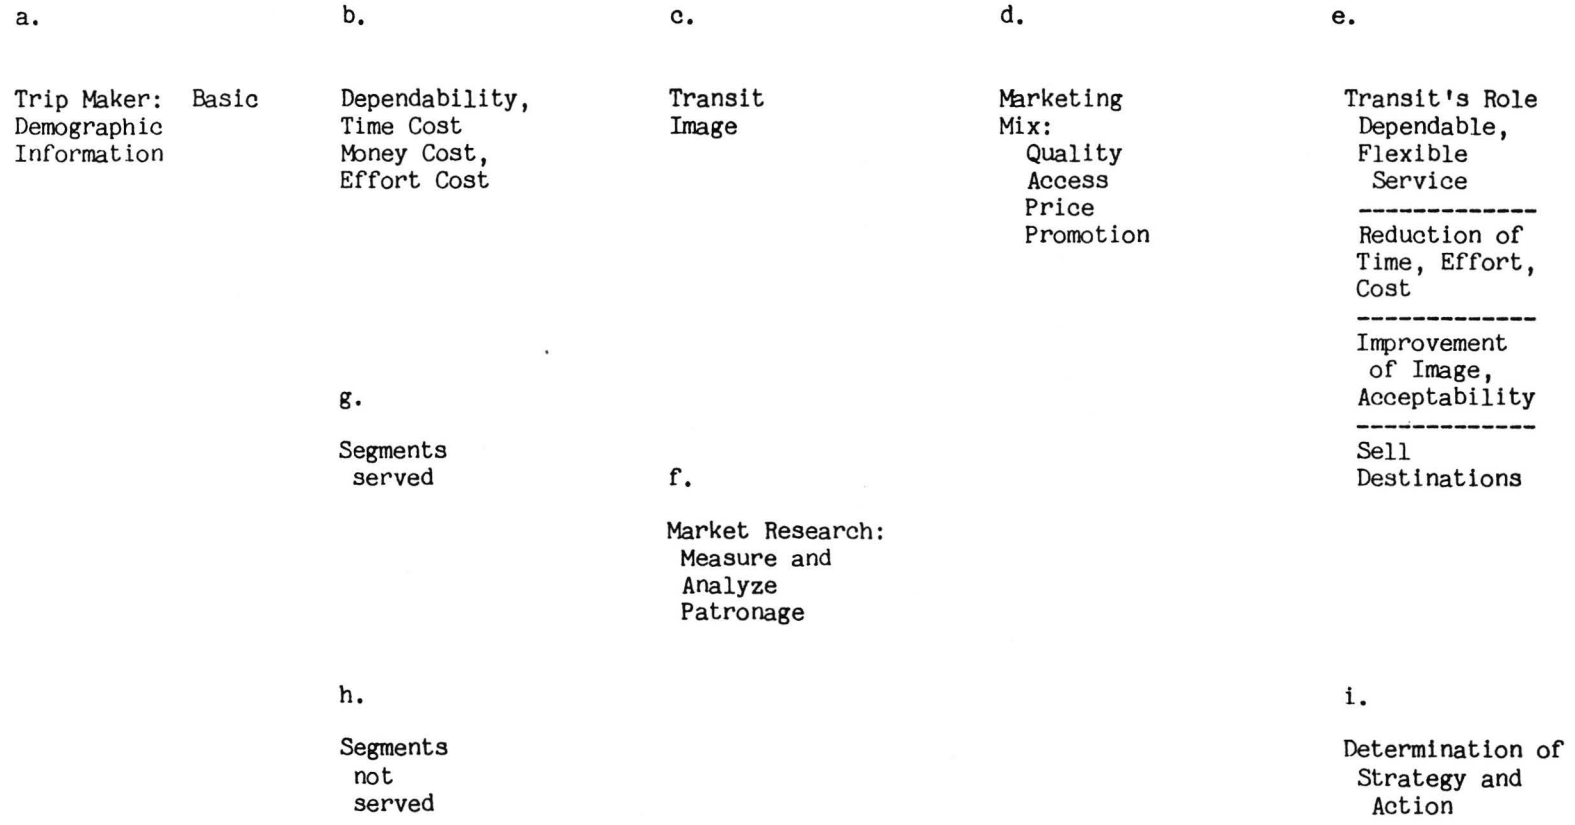 a.
Trip Maker: Basic
Demographic
Information
b.
Dependability,
Time Cost
Money Cost,
Effort Cost
c.
Transit
Image
d.
Marketing
Mix:
Quality
Access
Price
Promotion
e.
Transit's Role
Dependable,
Flexible
Service
--------------
Reduction of
Time, Effort,
Cost
--------------
Improvement
of Image,
Acceptability
--------------
Sell
Destinations
g.
Segments
served
f.
Market Research:
Measure and
Analyze
Patronage
h.
Segments
not
served
i.
Determination of
Strategy and
Action